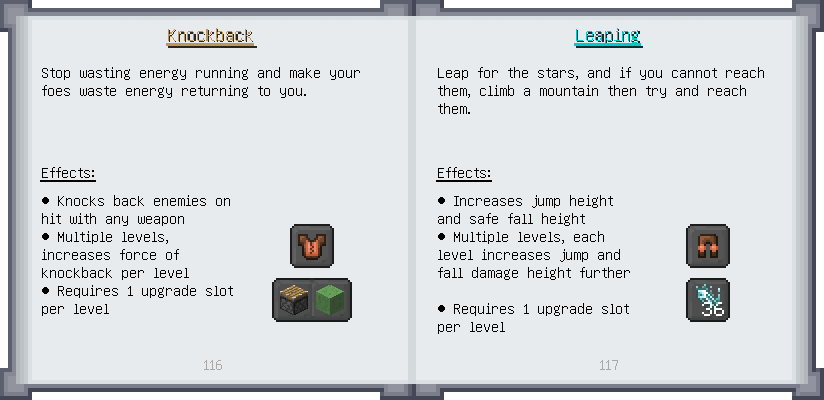 Knockback
Stop wasting energy running and make your
foes waste energy returning to you.
Effects:
• Knocks back enemies on
hit with any weapon
• Multiple levels,
increases force of
knockback per level
• Requires 1 upgrade slot
per level
116
Leaping
Leap for the stars, and if you cannot reach
them, climb a mountain then try and reach
them.
Effects:
• Increases jump height
and safe fall height
• Multiple levels, each
level increases jump and
fall damage height further
• Requires 1 upgrade slot
per level
36
117